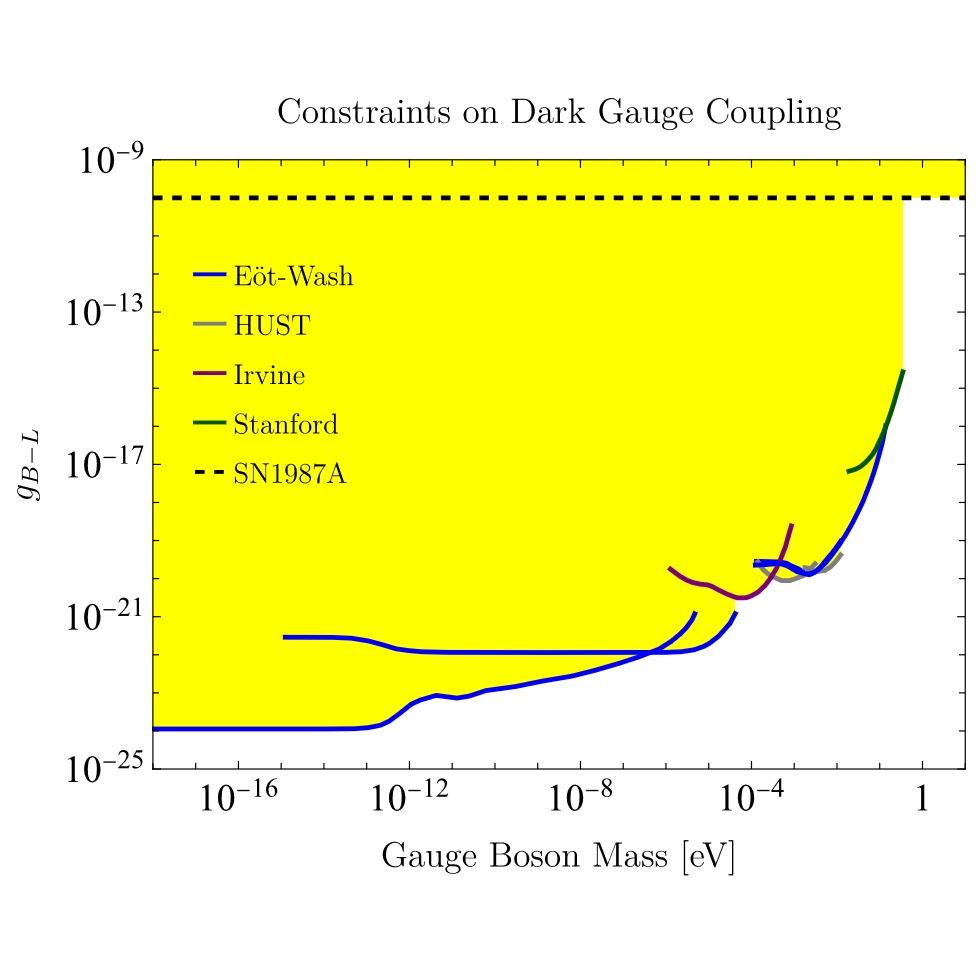 Constraints on Dark Gauge Coupling
10⁻⁹
10⁻¹³
10⁻¹⁷
10⁻²¹
10⁻²⁵
g_{B−L}
Eöt-Wash
HUST
Irvine
Stanford
SN1987A
10⁻¹⁶ 10⁻¹² 10⁻⁸ 10⁻⁴ 1
Gauge Boson Mass [eV]